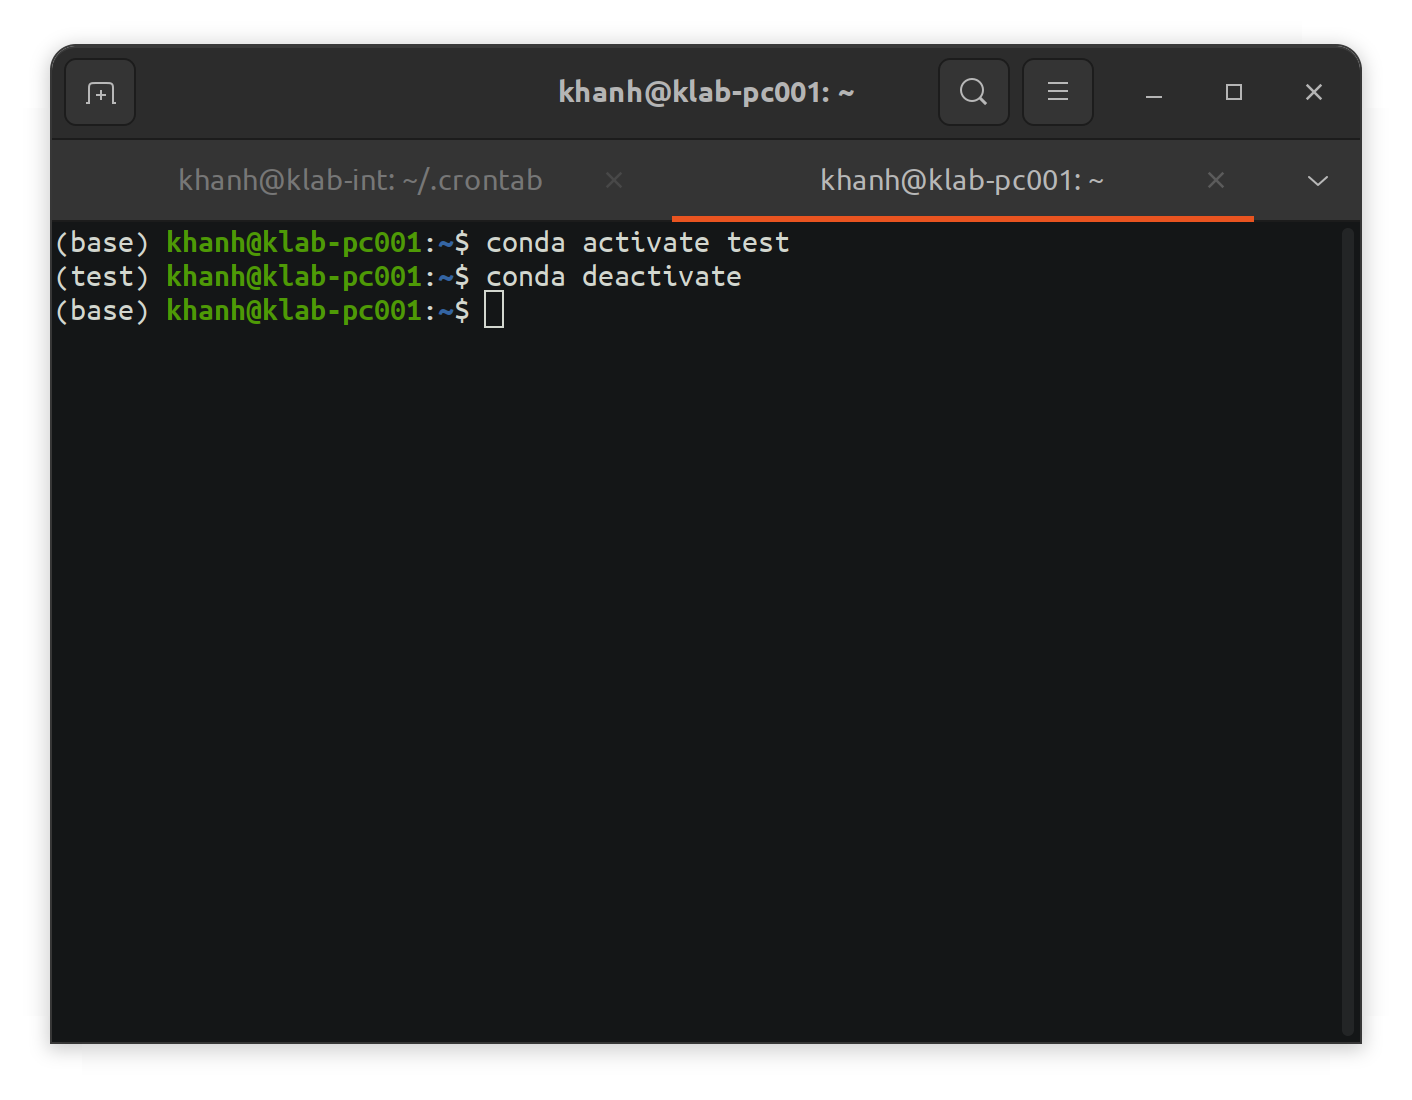 khanh@klab-pc001: ~
khanh@klab-int: ~/.crontab
khanh@klab-pc001: ~
(base) khanh@klab-pc001:~$ conda activate test
(test) khanh@klab-pc001:~$ conda deactivate
(base) khanh@klab-pc001:~$